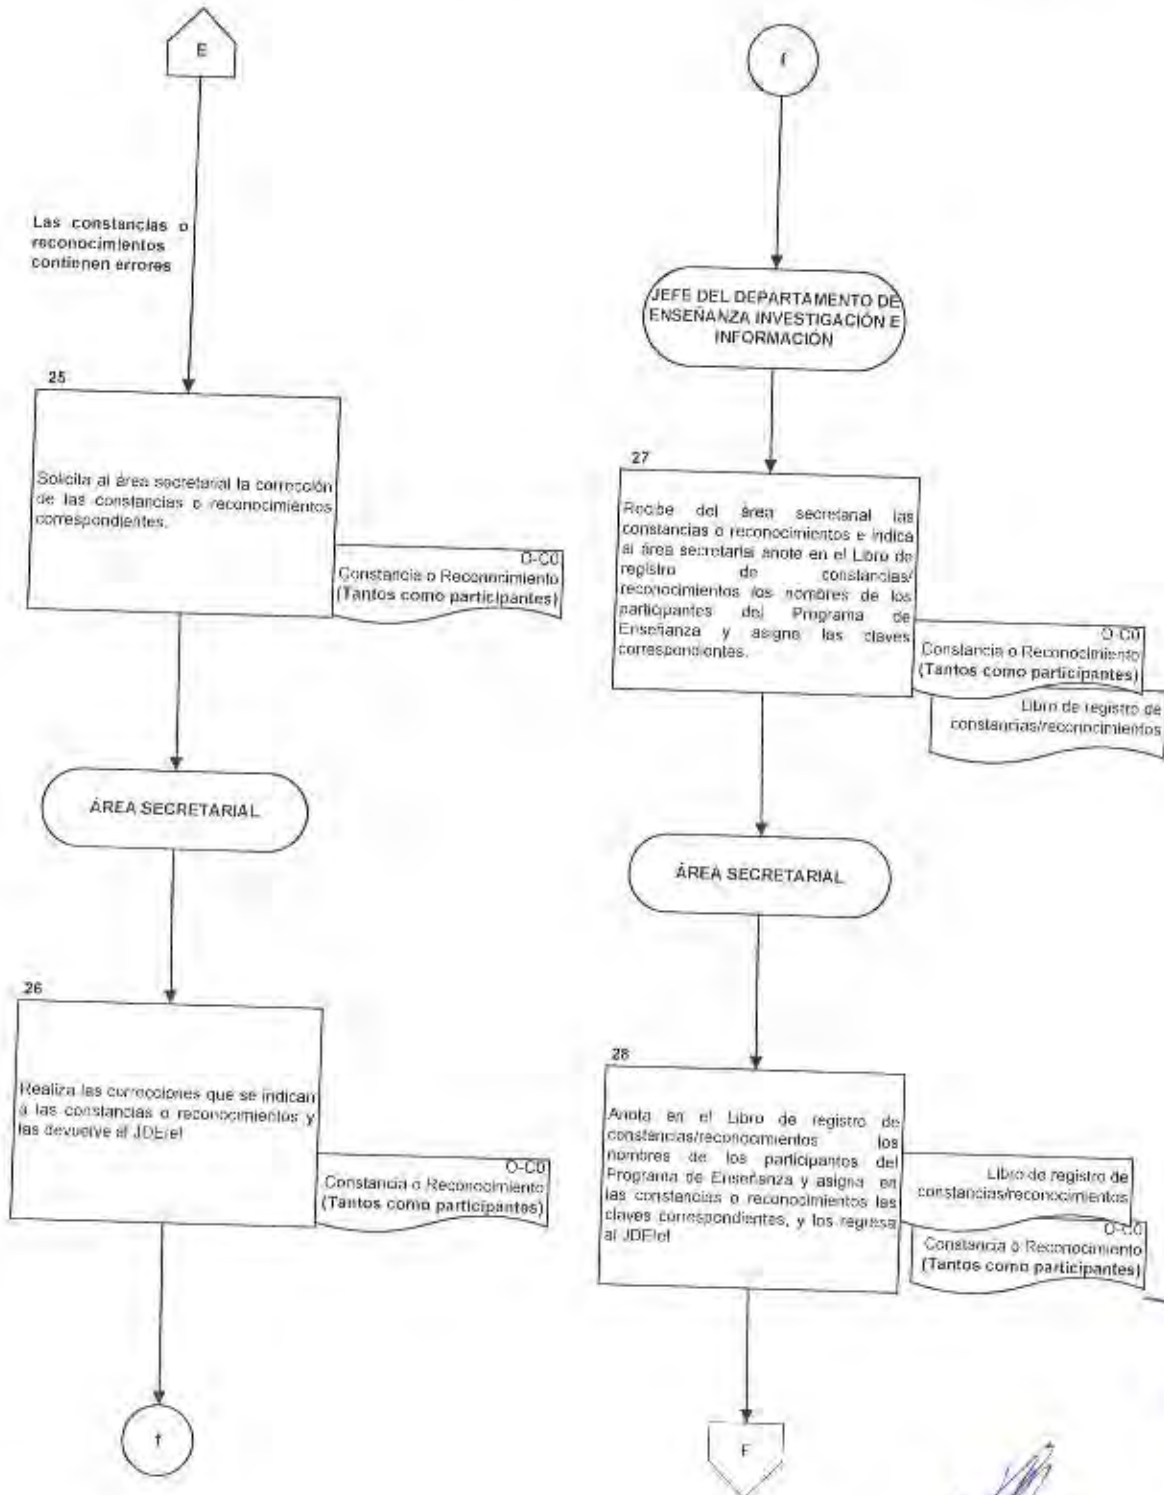 E
Las constancias o
reconocimientos
contienen errores
25
Solicita al área secretarial la corrección
de las constancias o reconocimientos
correspondientes.
O-C0
Constancia o Reconocimiento
(Tantos como participantes)
ÁREA SECRETARIAL
26
Realiza las correcciones que se indican
a las constancias o reconocimientos y
las devuelve al JDEIeI
O-C0
Constancia o Reconocimiento
(Tantos como participantes)
f
f
JEFE DEL DEPARTAMENTO DE
ENSEÑANZA INVESTIGACIÓN E
INFORMACIÓN
27
Recibe del área secretarial las
constancias o reconocimientos e indica
al área secretarial anote en el Libro de
registro de constancias/
reconocimientos los nombres de los
participantes del Programa de
Enseñanza y asigne las claves
correspondientes.
O-C0
Constancia o Reconocimiento
(Tantos como participantes)
Libro de registro de
constancias/reconocimientos
ÁREA SECRETARIAL
28
Anota en el Libro de registro de
constancias/reconocimientos los
nombres de los participantes del
Programa de Enseñanza y asigna en
las constancias o reconocimientos las
claves correspondientes, y los regresa
al JDEIeI
Libro de registro de
constancias/reconocimientos
O-C0
Constancia o Reconocimiento
(Tantos como participantes)
F